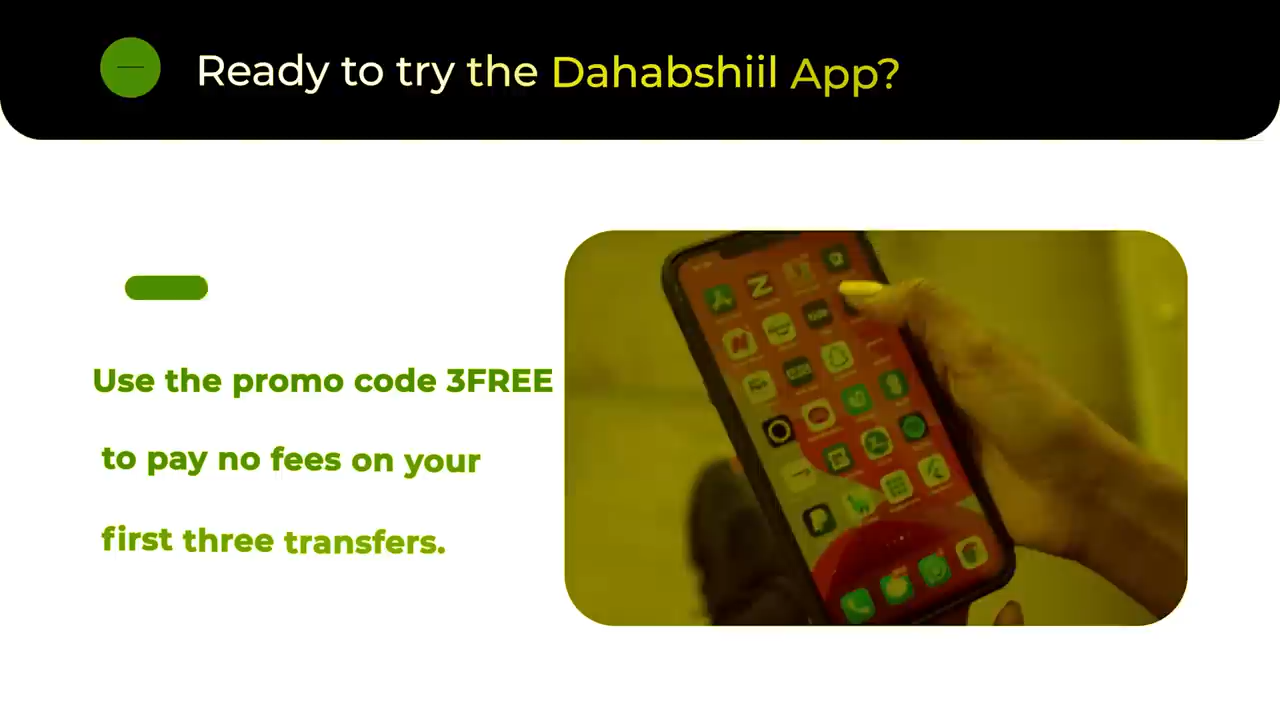 Ready to try the Dahabshiil App?
Use the promo code 3FREE
to pay no fees on your
first three transfers.